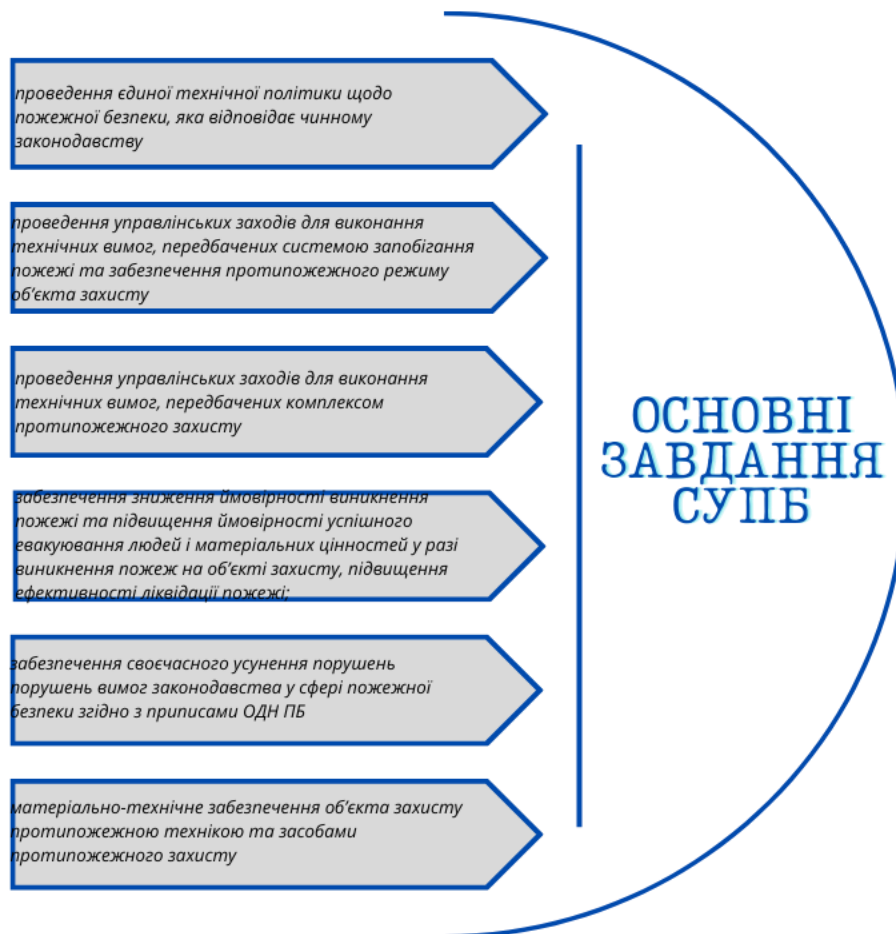 проведення єдиної технічної політики щодо
пожежної безпеки, яка відповідає чинному
законодавству
проведення управлінських заходів для виконання
технічних вимог, передбачених системою запобігання
пожежі та забезпечення протипожежного режиму
об’єкта захисту
проведення управлінських заходів для виконання
технічних вимог, передбачених комплексом
протипожежного захисту
забезпечення зниження ймовірності виникнення
пожежі та підвищення ймовірності успішного
евакуювання людей і матеріальних цінностей у разі
виникнення пожеж на об’єкті захисту, підвищення
ефективності ліквідації пожежі;
забезпечення своєчасного усунення порушень
порушень вимог законодавства у сфері пожежної
безпеки згідно з приписами ОДН ПБ
матеріально-технічне забезпечення об’єкта захисту
протипожежною технікою та засобами
протипожежного захисту
ОСНОВНІ
ЗАВДАННЯ
СУПБ